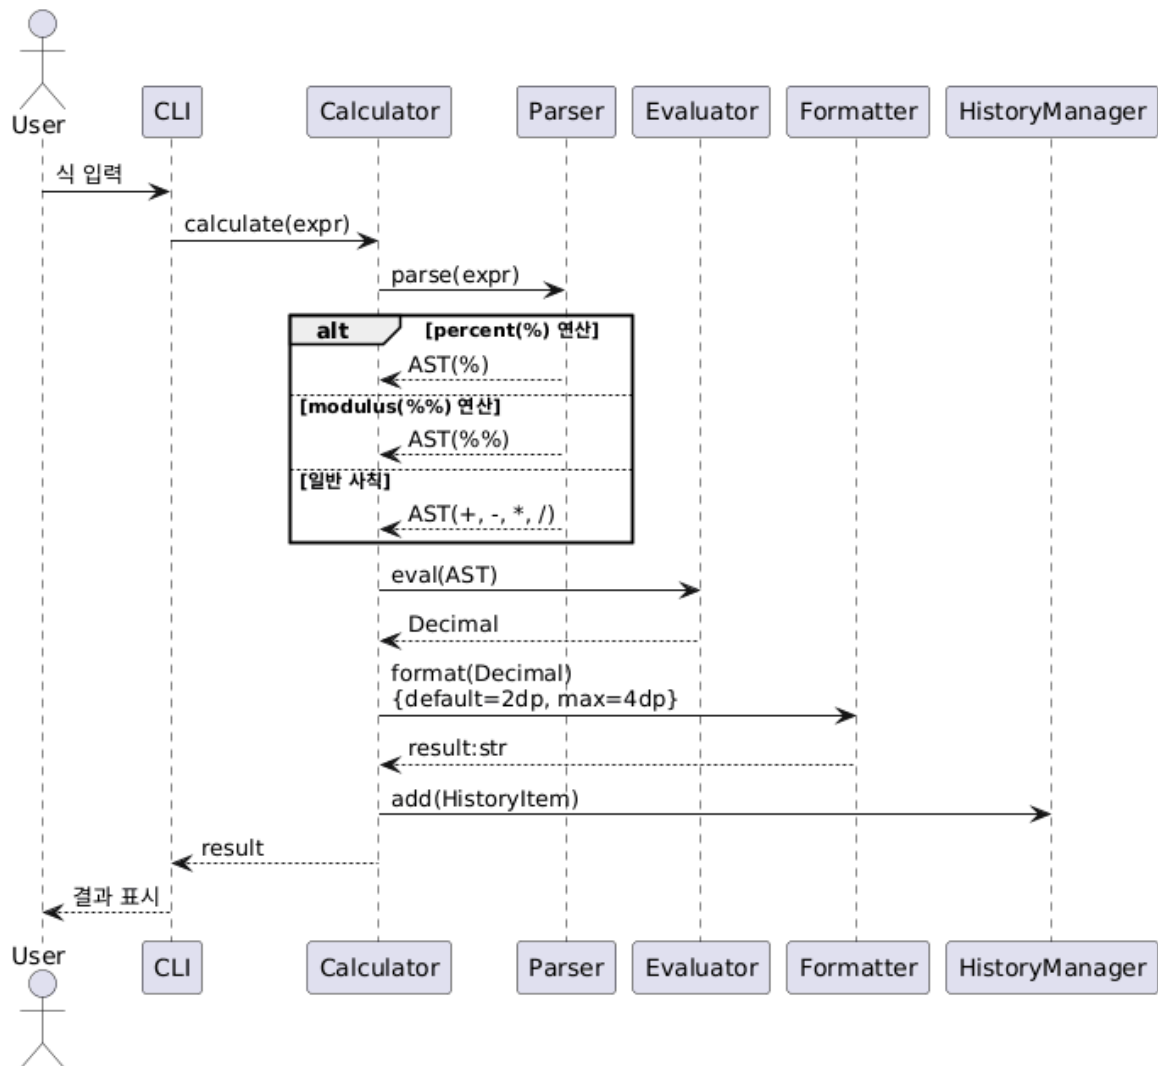 User
CLI
Calculator
Parser
Evaluator
Formatter
HistoryManager
식 입력
calculate(expr)
parse(expr)
alt
[percent(%) 연산]
AST(%)
[modulus(%%) 연산]
AST(%%)
[일반 사칙]
AST(+, -, *, /)
eval(AST)
Decimal
format(Decimal)
{default=2dp, max=4dp}
result:str
add(HistoryItem)
result
결과 표시
User
CLI
Calculator
Parser
Evaluator
Formatter
HistoryManager